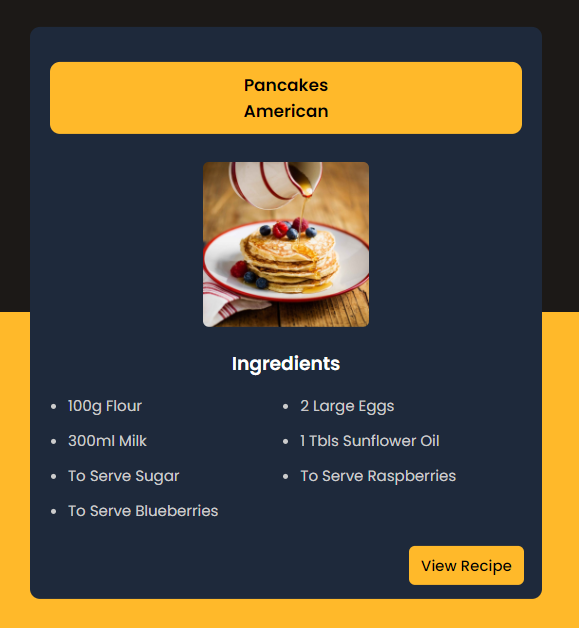 Pancakes
American
Ingredients
100g Flour
2 Large Eggs
300ml Milk
1 Tbls Sunflower Oil
To Serve Sugar
To Serve Raspberries
To Serve Blueberries
View Recipe